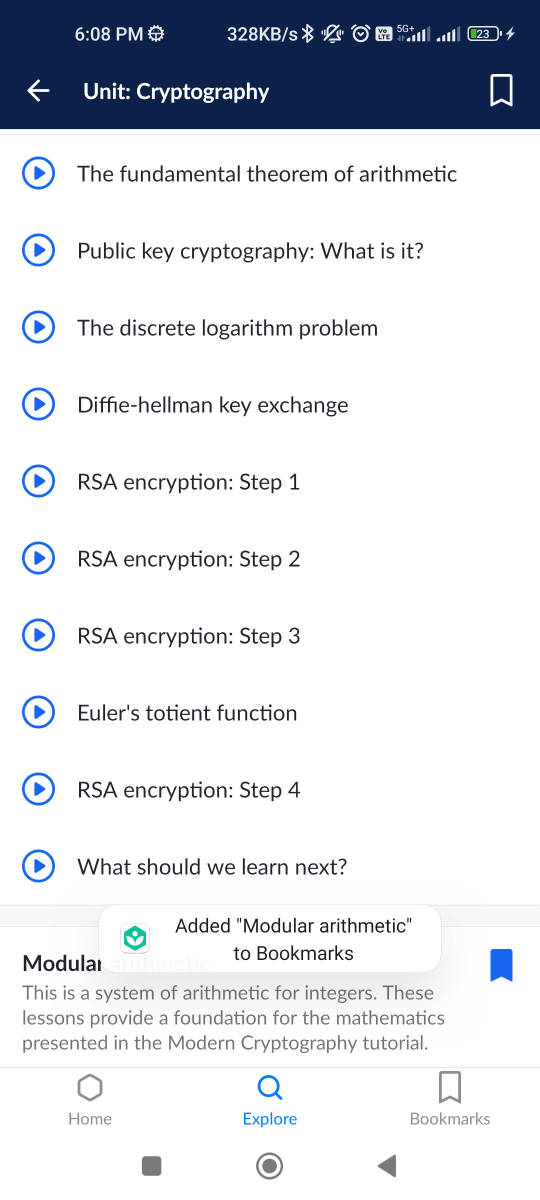 6:08 PM
328KB/s
Vo LTE
5G+
23
Unit: Cryptography
The fundamental theorem of arithmetic
Public key cryptography: What is it?
The discrete logarithm problem
Diffie-hellman key exchange
RSA encryption: Step 1
RSA encryption: Step 2
RSA encryption: Step 3
Euler's totient function
RSA encryption: Step 4
What should we learn next?
Added "Modular arithmetic"
to Bookmarks
Modular arithmetic
This is a system of arithmetic for integers. These
lessons provide a foundation for the mathematics
presented in the Modern Cryptography tutorial.
Home
Explore
Bookmarks